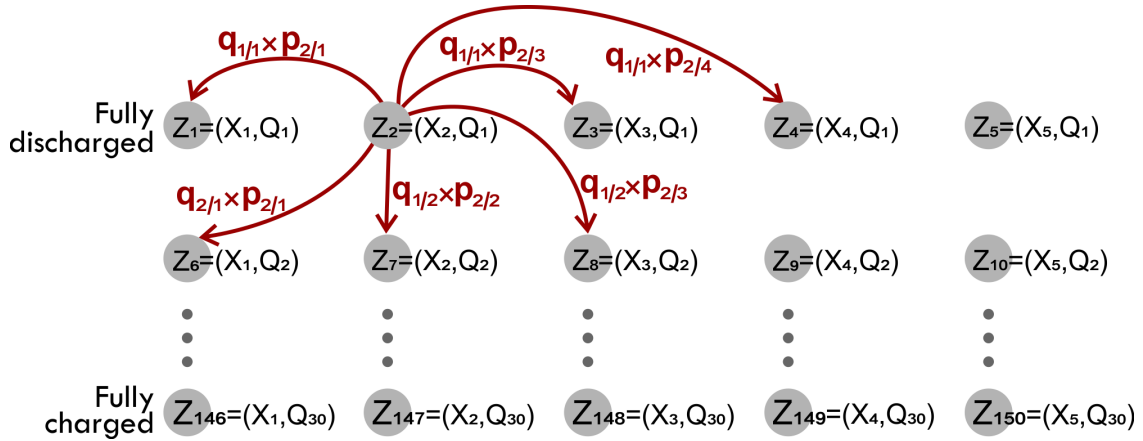 q₁/₁×p₂/₁
q₁/₁×p₂/₃
q₁/₁×p₂/₄
Fully
discharged
Z₁=(X₁,Q₁)
Z₂=(X₂,Q₁)
Z₃=(X₃,Q₁)
Z₄=(X₄,Q₁)
Z₅=(X₅,Q₁)
q₂/₁×p₂/₁
q₁/₂×p₂/₂
q₁/₂×p₂/₃
Z₆=(X₁,Q₂)
Z₇=(X₂,Q₂)
Z₈=(X₃,Q₂)
Z₉=(X₄,Q₂)
Z₁₀=(X₅,Q₂)
Fully
charged
Z₁₄₆=(X₁,Q₃₀)
Z₁₄₇=(X₂,Q₃₀)
Z₁₄₈=(X₃,Q₃₀)
Z₁₄₉=(X₄,Q₃₀)
Z₁₅₀=(X₅,Q₃₀)